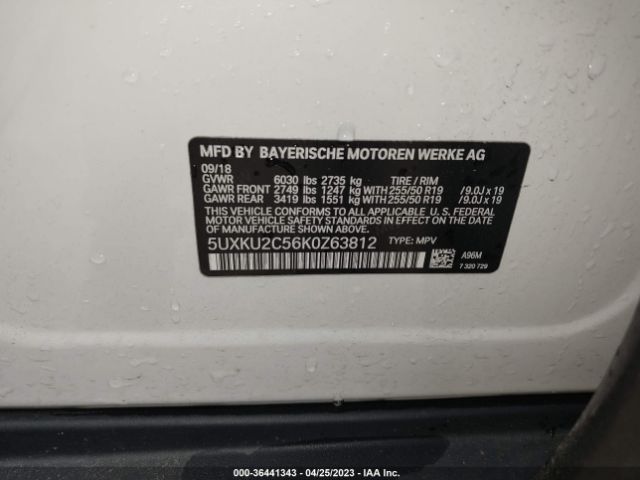 MFD BY BAYERISCHE MOTOREN WERKE AG
09/18
GVWR 6030 lbs 2735 kg TIRE / RIM
GAWR FRONT 2749 lbs 1247 kg WITH 255/50 R19 /9.0J x 19
GAWR REAR 3419 lbs 1551 kg WITH 255/50 R19 /9.0J x 19
THIS VEHICLE CONFORMS TO ALL APPLICABLE U.S. FEDERAL
MOTOR VEHICLE SAFETY STANDARDS IN EFFECT ON THE DATE
OF MANUFACTURE SHOWN ABOVE.
5UXKU2C56K0Z63812 TYPE: MPV
A96M
7 320 729
000-36441343 / 04/25/2023 - IAA Inc.